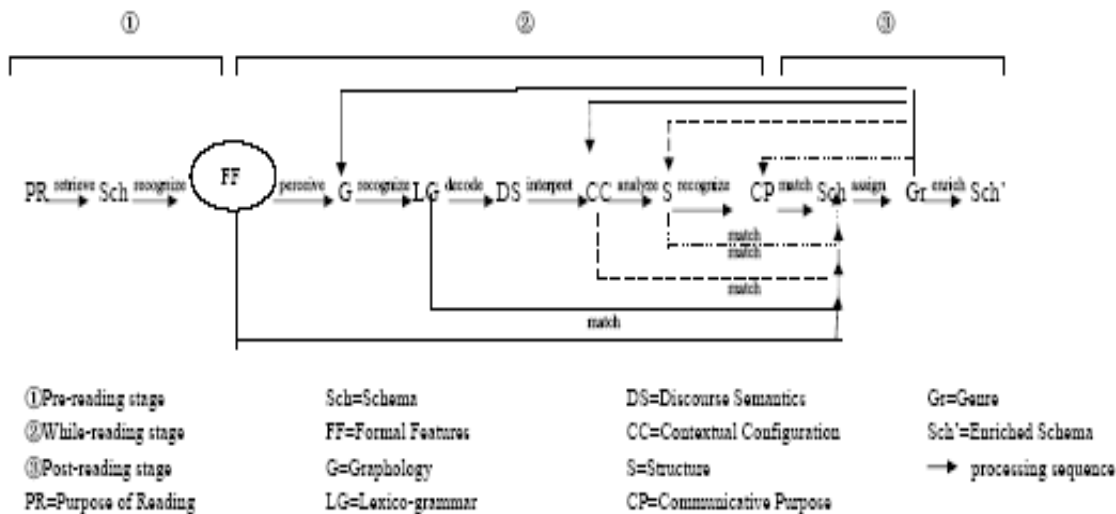 ① ② ③
PR retrieve Sch recognize FF perceive G recognize LG decode DS interpret CC analyze S recognize CP match Sch assign Gr enrich Sch'
match
match
match
match
①Pre-reading stage Sch=Schema DS=Discourse Semantics Gr=Genre
②While-reading stage FF=Formal Features CC=Contextual Configuration Sch'=Enriched Schema
③Post-reading stage G=Graphology S=Structure processing sequence
PR=Purpose of Reading LG=Lexico-grammar CP=Communicative Purpose